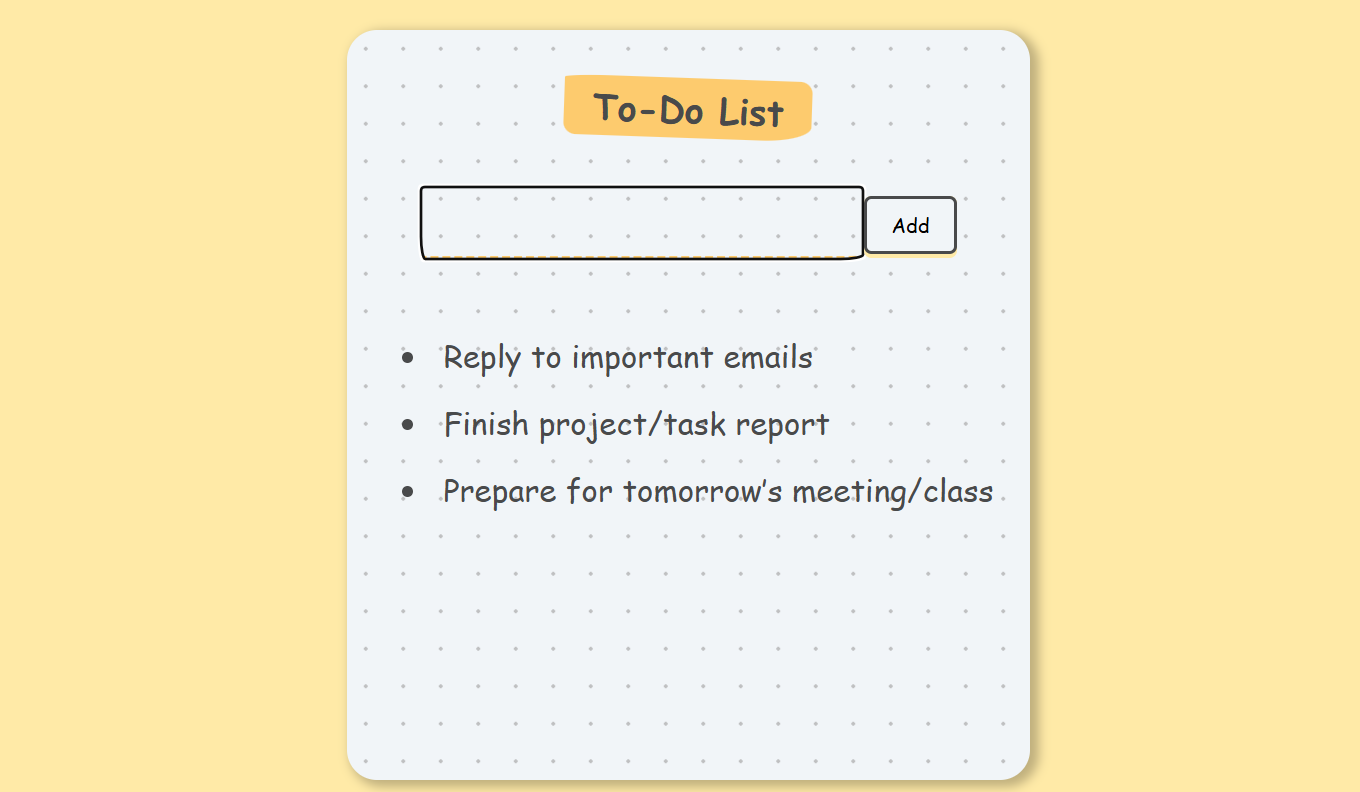 To-Do List
Add
Reply to important emails
Finish project/task report
Prepare for tomorrow's meeting/class